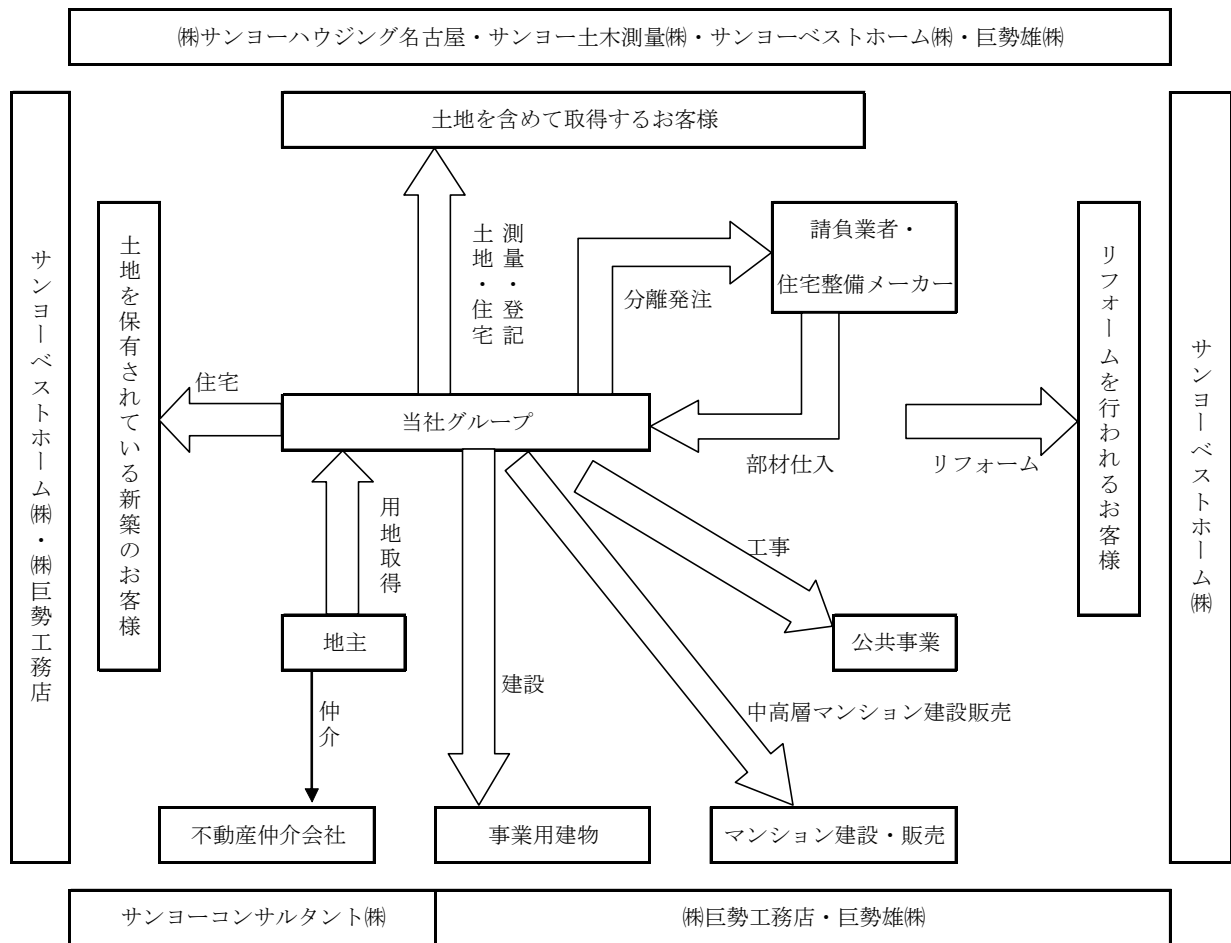 ㈱サンヨーハウジング名古屋・サンヨー土木測量㈱・サンヨーベストホーム㈱・巨勢雄㈱
土地を含めて取得するお客様
サンヨーベストホーム㈱・㈱巨勢工務店
土地を保有されている新築のお客様
測量・登記
土地・住宅
請負業者・
住宅整備メーカー
分離発注
リフォームを行われるお客様
サンヨーベストホーム㈱
住宅
当社グループ
部材仕入
リフォーム
用地取得
工事
地主
公共事業
建設
仲介
中高層マンション建設販売
不動産仲介会社
事業用建物
マンション建設・販売
サンヨーコンサルタント㈱
㈱巨勢工務店・巨勢雄㈱